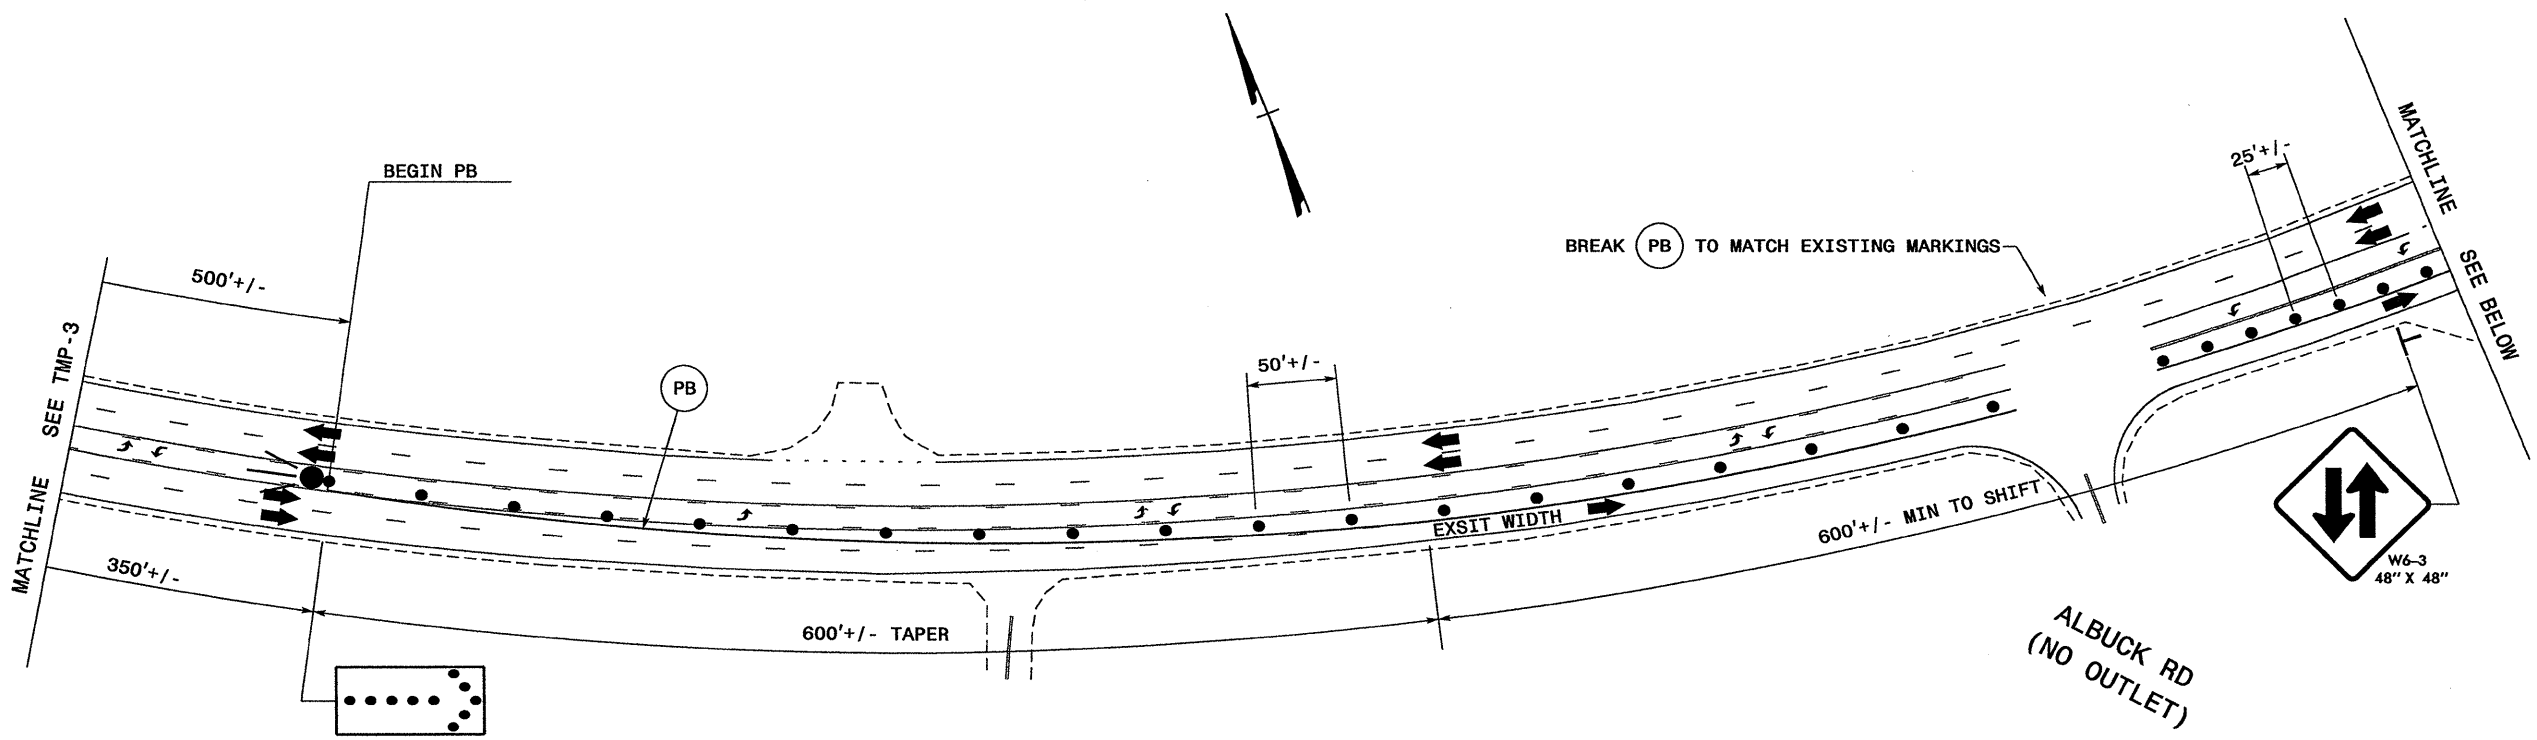 BEGIN PB
500'+/-
MATCHLINE SEE TMP-3
350'+/-
PB
600'+/- TAPER
50'+/-
EXSIT WIDTH
BREAK PB TO MATCH EXISTING MARKINGS
600'+/- MIN TO SHIFT
25'+/-
MATCHLINE SEE BELOW
W6-3
48" X 48"
ALBUCK RD
(NO OUTLET)